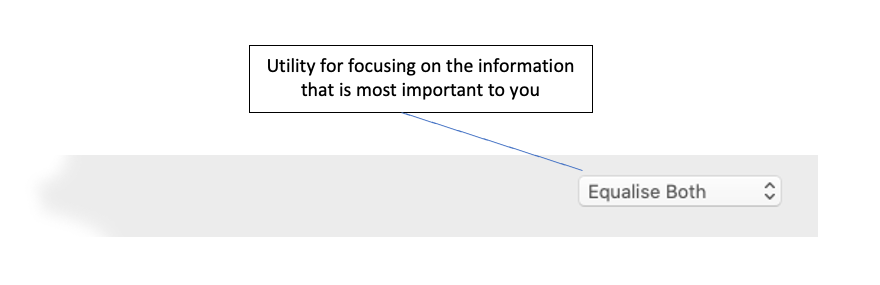 Utility for focusing on the information
that is most important to you
Equalise Both